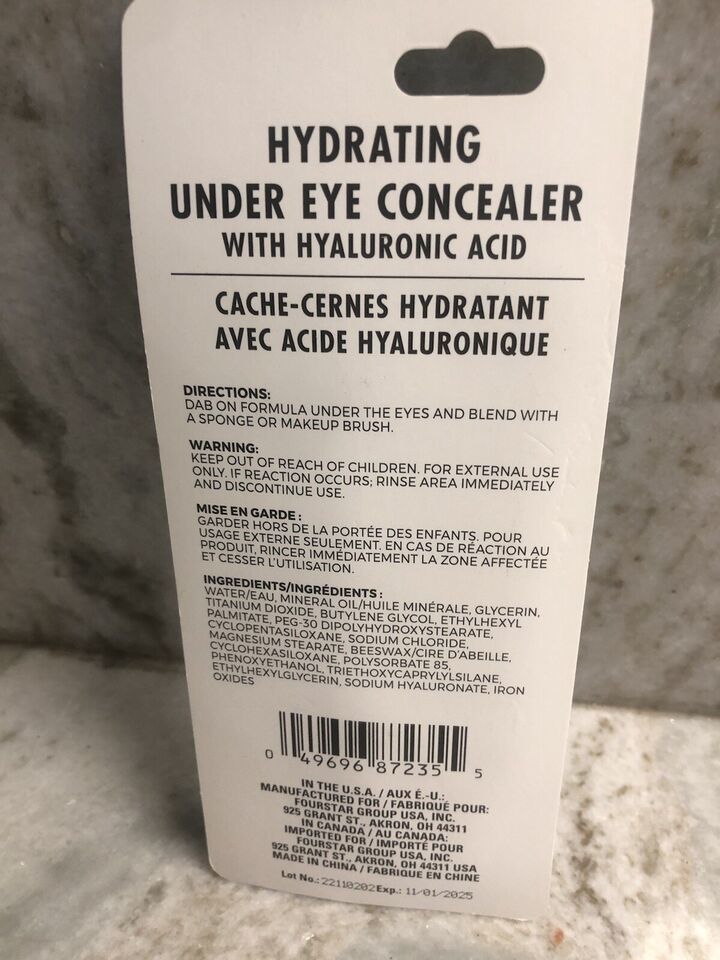 HYDRATING
UNDER EYE CONCEALER
WITH HYALURONIC ACID
CACHE-CERNES HYDRATANT
AVEC ACIDE HYALURONIQUE
DIRECTIONS:
DAB ON FORMULA UNDER THE EYES AND BLEND WITH
A SPONGE OR MAKEUP BRUSH.
WARNING:
KEEP OUT OF REACH OF CHILDREN. FOR EXTERNAL USE
ONLY. IF REACTION OCCURS; RINSE AREA IMMEDIATELY
AND DISCONTINUE USE.
MISE EN GARDE :
GARDER HORS DE LA PORTÉE DES ENFANTS. POUR
USAGE EXTERNE SEULEMENT. EN CAS DE RÉACTION AU
PRODUIT, RINCER IMMÉDIATEMENT LA ZONE AFFECTÉE
ET CESSER L'UTILISATION.
INGREDIENTS/INGRÉDIENTS :
WATER/EAU, MINERAL OIL/HUILE MINÉRALE, GLYCERIN,
TITANIUM DIOXIDE, BUTYLENE GLYCOL, ETHYLHEXYL
PALMITATE, PEG-30 DIPOLYHYDROXYSTEARATE,
CYCLOPENTASILOXANE, SODIUM CHLORIDE,
MAGNESIUM STEARATE, BEESWAX/CIRE D'ABEILLE,
CYCLOHEXASILOXANE, POLYSORBATE 85,
PHENOXYETHANOL, TRIETHOXYCAPRYLYLSILANE,
ETHYLHEXYLGLYCERIN, SODIUM HYALURONATE, IRON
OXIDES
0 49696 87235 5
IN THE U.S.A. / AUX É.-U.:
MANUFACTURED FOR / FABRIQUÉ POUR:
FOURSTAR GROUP USA, INC.
925 GRANT ST., AKRON, OH 44311
IN CANADA / AU CANADA:
IMPORTED FOR / IMPORTÉ POUR
FOURSTAR GROUP USA, INC.
925 GRANT ST., AKRON, OH 44311 USA
MADE IN CHINA / FABRIQUE EN CHINE
Lot No.: 22110202 Exp.: 11/01/2025